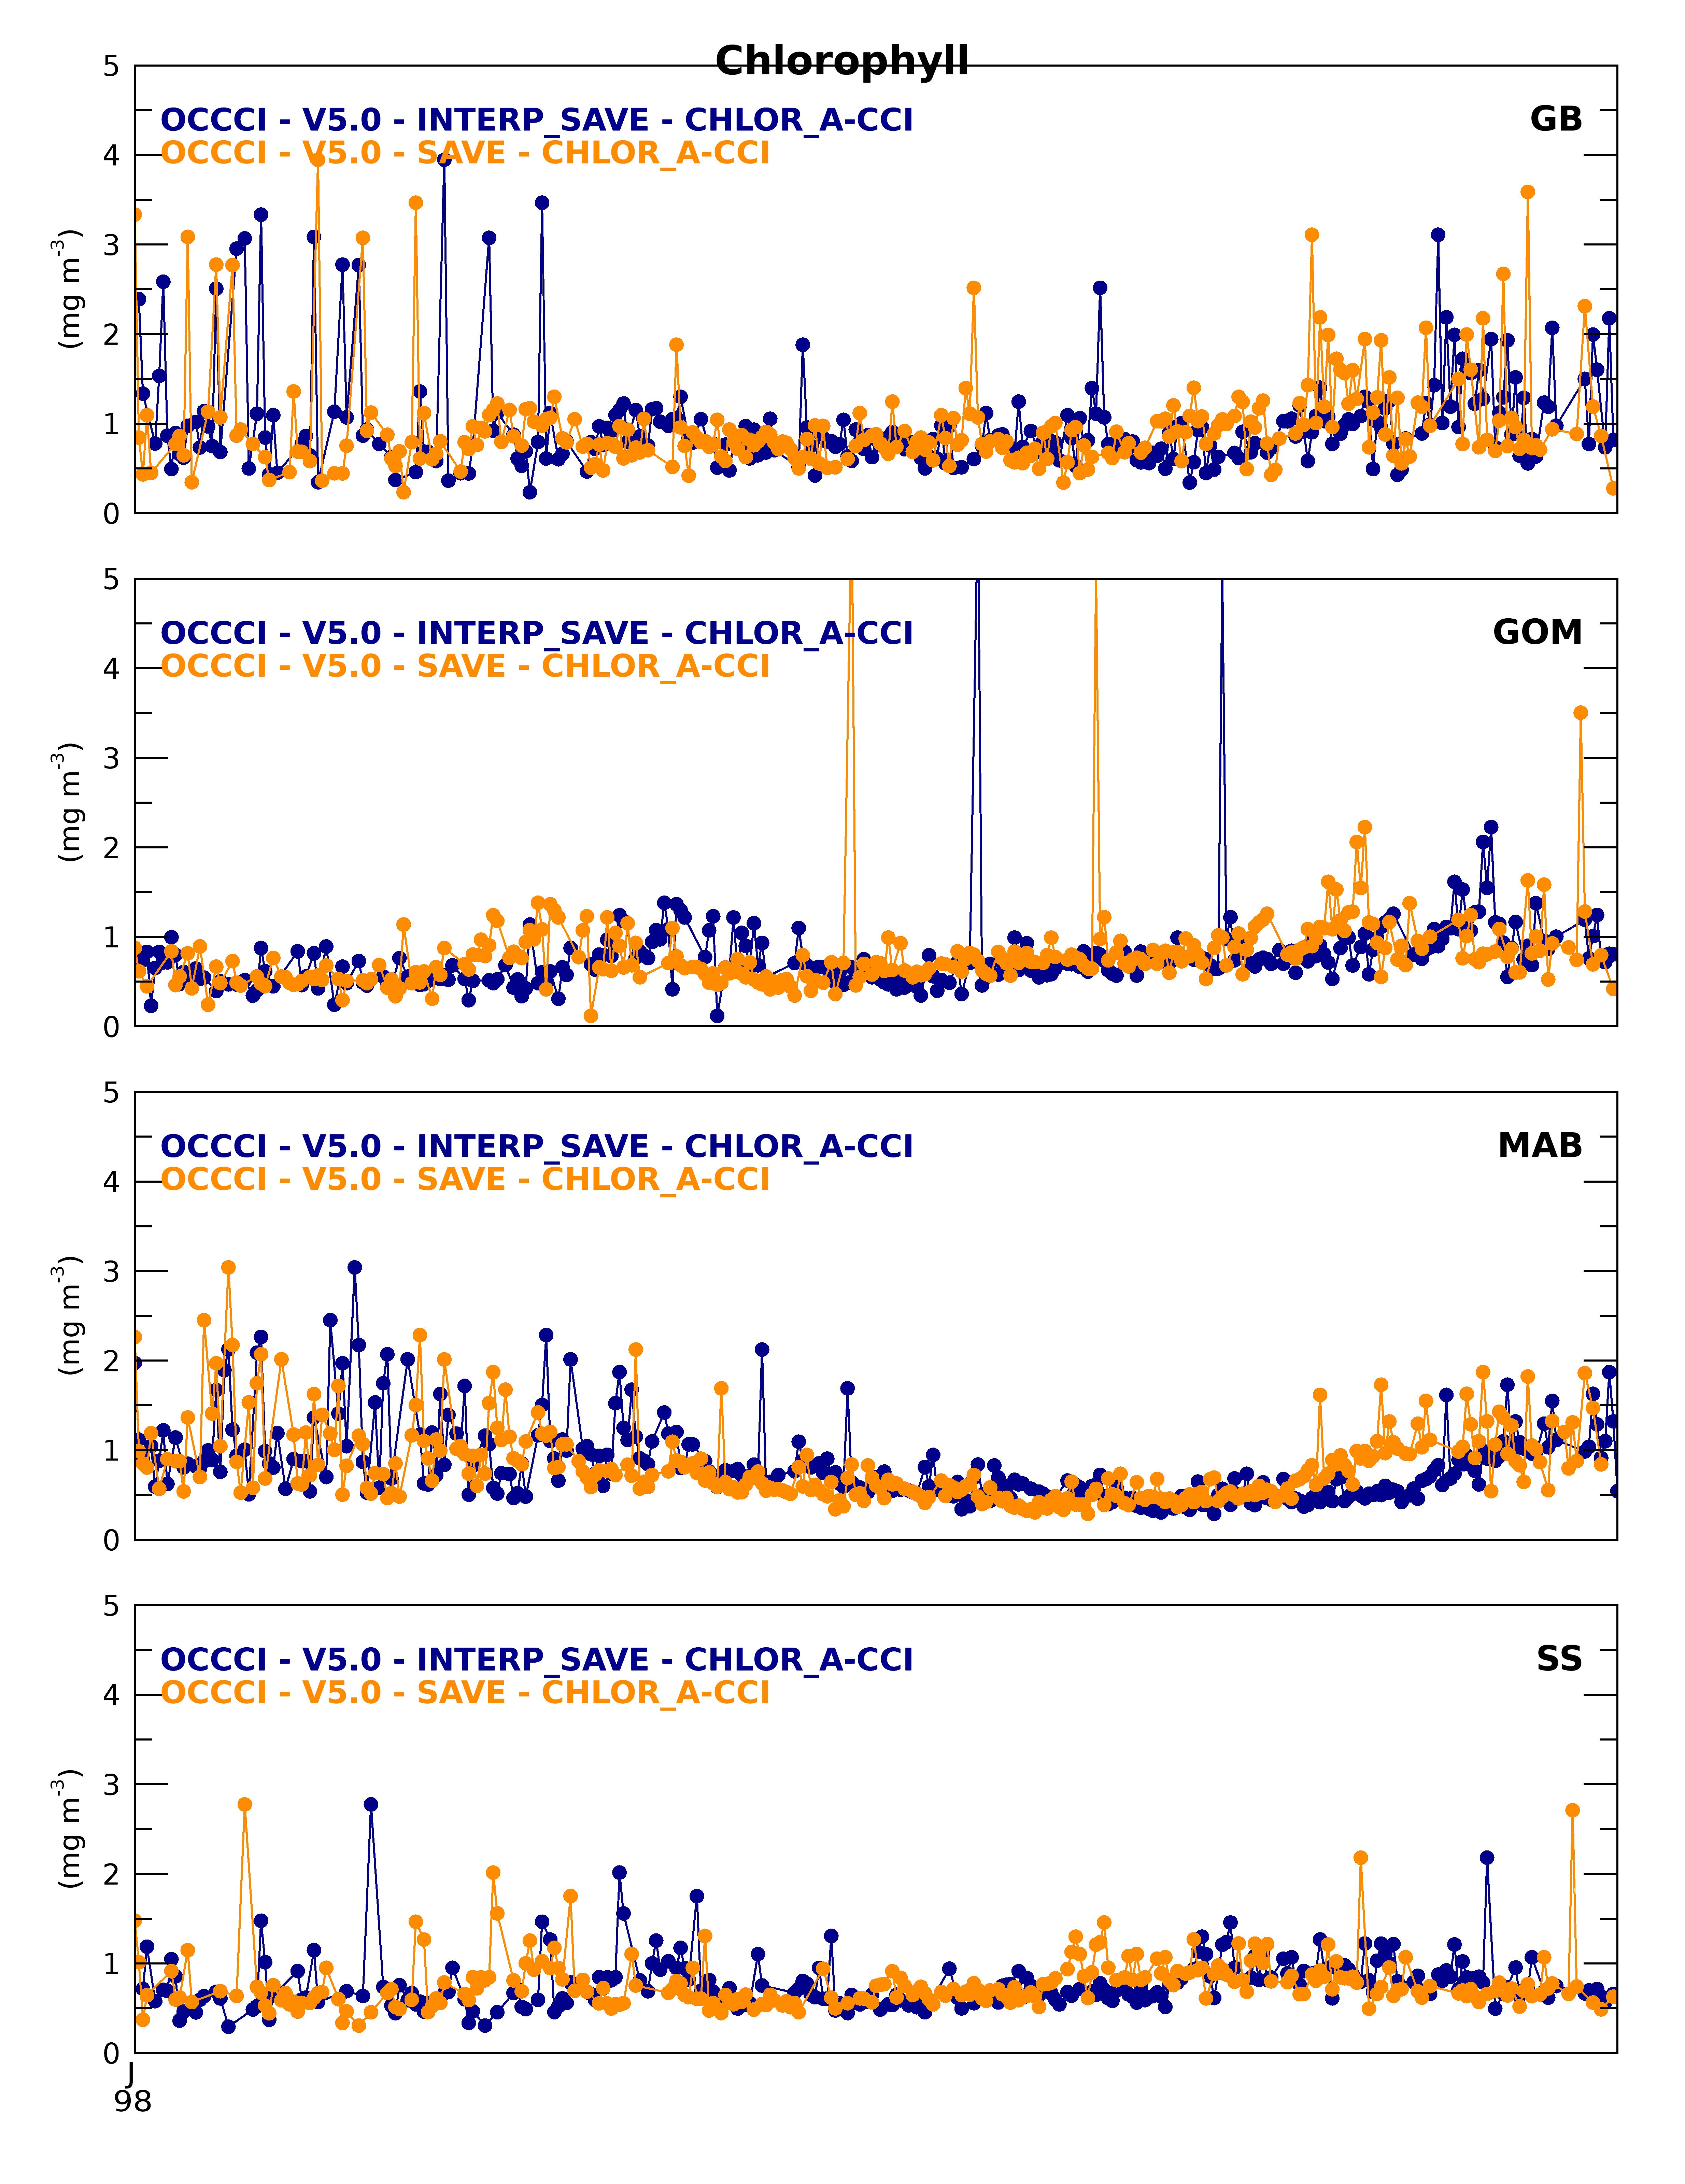 Chlorophyll
5
OCCCI - V5.0 - INTERP_SAVE - CHLOR_A-CCI
GB
4
OCCCI - V5.0 - SAVE - CHLOR_A-CCI
3
(mg m-3)
2
1
0
5
OCCCI - V5.0 - INTERP_SAVE - CHLOR_A-CCI
GOM
4
OCCCI - V5.0 - SAVE - CHLOR_A-CCI
3
(mg m-3)
2
1
0
5
OCCCI - V5.0 - INTERP_SAVE - CHLOR_A-CCI
MAB
4
OCCCI - V5.0 - SAVE - CHLOR_A-CCI
3
(mg m-3)
2
1
0
5
OCCCI - V5.0 - INTERP_SAVE - CHLOR_A-CCI
SS
4
OCCCI - V5.0 - SAVE - CHLOR_A-CCI
3
(mg m-3)
2
1
0
J
98